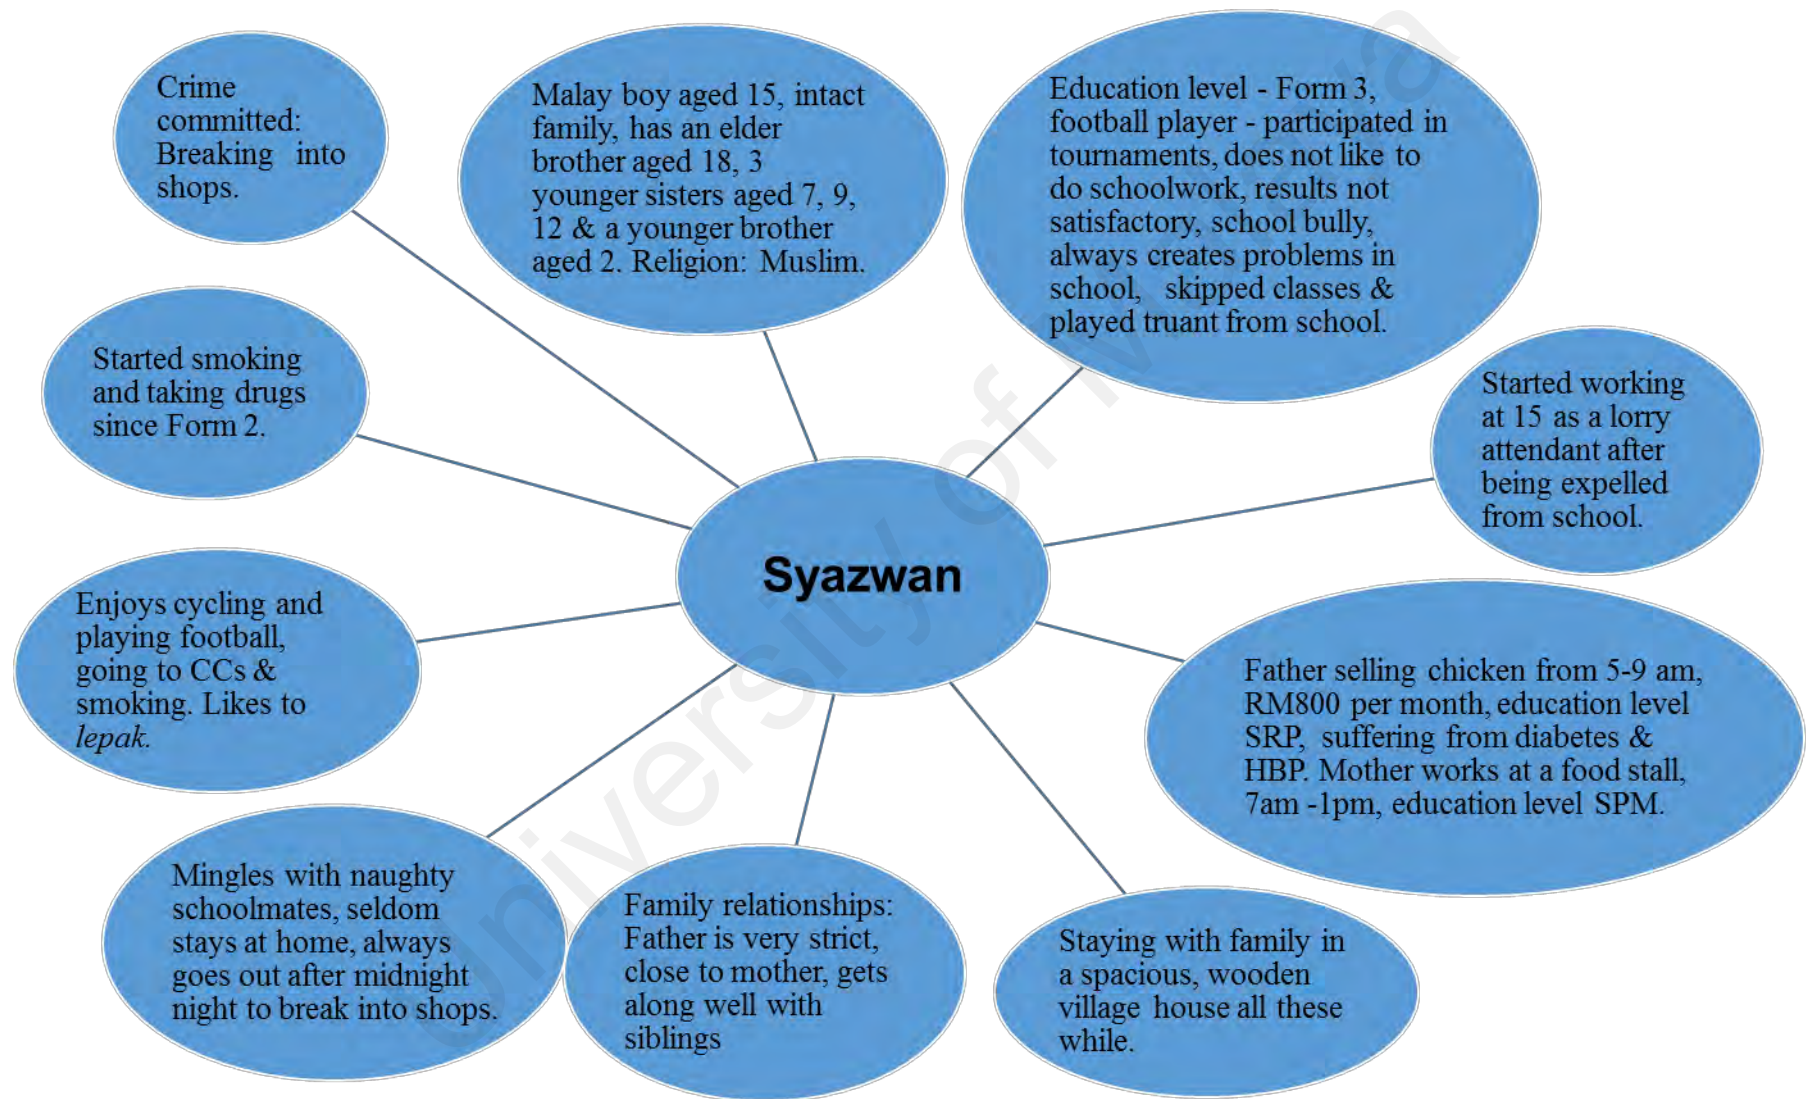 Crime
committed:
Breaking into
shops.
Malay boy aged 15, intact
family, has an elder
brother aged 18, 3
younger sisters aged 7, 9,
12 & a younger brother
aged 2. Religion: Muslim.
Education level - Form 3,
football player - participated in
tournaments, does not like to
do schoolwork, results not
satisfactory, school bully,
always creates problems in
school, skipped classes &
played truant from school.
Started working
at 15 as a lorry
attendant after
being expelled
from school.
Father selling chicken from 5-9 am,
RM800 per month, education level
SRP, suffering from diabetes &
HBP. Mother works at a food stall,
7am -1pm, education level SPM.
Staying with family in
a spacious, wooden
village house all these
while.
Family relationships:
Father is very strict,
close to mother, gets
along well with
siblings
Mingles with naughty
schoolmates, seldom
stays at home, always
goes out after midnight
night to break into shops.
Enjoys cycling and
playing football,
going to CCs &
smoking. Likes to
lepak.
Started smoking
and taking drugs
since Form 2.
Syazwan
University of